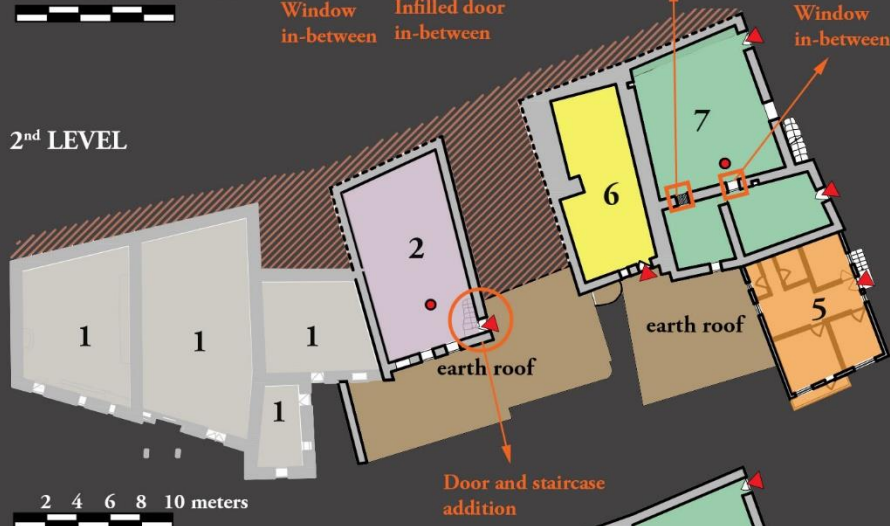 Window
in-between
Infilled door
in-between
Window
in-between
2nd LEVEL
7
6
2
1
1
1
1
5
earth roof
earth roof
Door and staircase
addition
2 4 6 8 10 meters